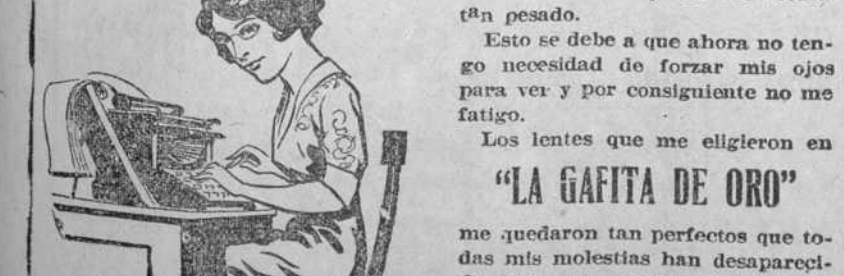 tan pesado.
Esto se debe a que ahora no ten-
go necesidad de forzar mis ojos
para ver y por consiguiente no me
fatigo.
Los lentes que me eligieron en
"LA GAFITA DE ORO"
me quedaron tan perfectos que to-
das mis molestias han desapareci-